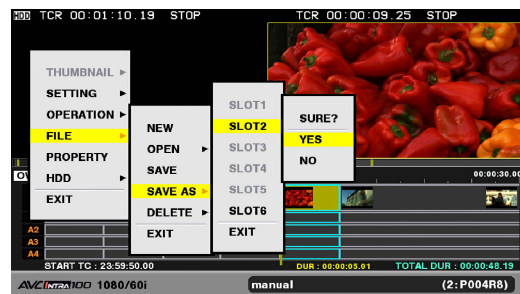 HDD TCR 00:01:10.19 STOP
TCR 00:00:09.25 STOP
THUMBNAIL
SETTING
OPERATION
FILE
PROPERTY
HDD
EXIT
NEW
OPEN
SAVE
SAVE AS
DELETE
EXIT
SLOT1
SLOT2
SLOT3
SLOT4
SLOT5
SLOT6
EXIT
SURE?
YES
NO
00:00:30.00
A2
A3
A4
START TC : 23:59:50.00
DUR : 00:00:05.01
TOTAL DUR : 00:00:48.19
AVC INTRA 100 1080/60i
manual
(2:P004R8)